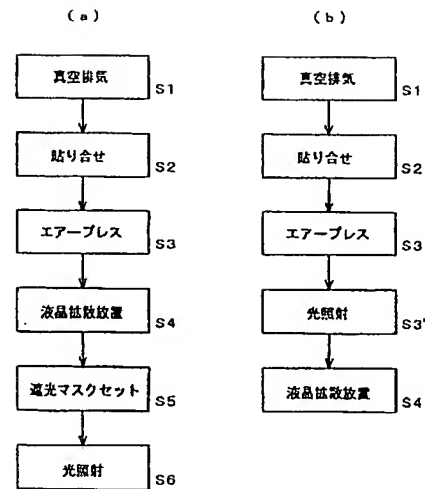 (a)
真空排気
S1
貼り合せ
S2
エアープレス
S3
液晶拡散放置
S4
遮光マスクセット
S5
光照射
S6
(b)
真空排気
S1
貼り合せ
S2
エアープレス
S3
光照射
S3'
液晶拡散放置
S4